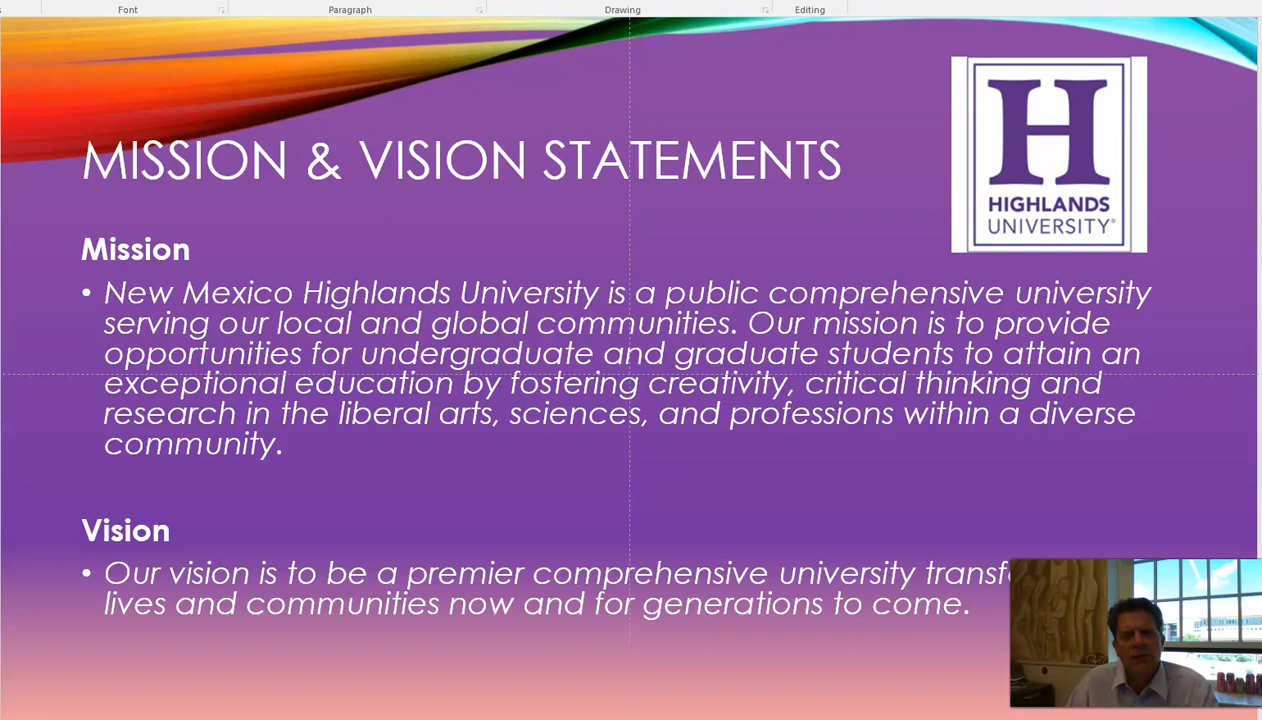 Font Paragraph Drawing Editing
MISSION & VISION STATEMENTS
HIGHLANDS
UNIVERSITY®
Mission
• New Mexico Highlands University is a public comprehensive university
serving our local and global communities. Our mission is to provide
opportunities for undergraduate and graduate students to attain an
exceptional education by fostering creativity, critical thinking and
research in the liberal arts, sciences, and professions within a diverse
community.
Vision
• Our vision is to be a premier comprehensive university
lives and communities now and for generations to come.